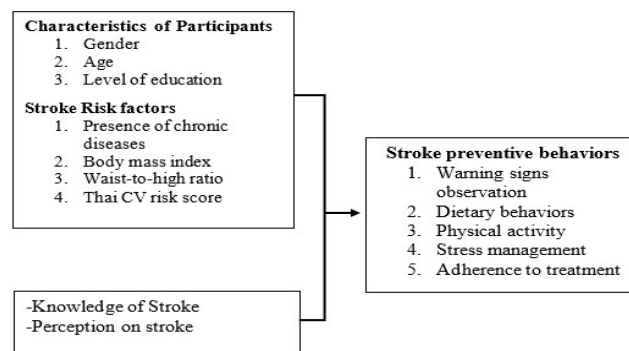 Characteristics of Participants
1. Gender
2. Age
3. Level of education
Stroke Risk factors
1. Presence of chronic
diseases
2. Body mass index
3. Waist-to-high ratio
4. Thai CV risk score
-Knowledge of Stroke
-Perception on stroke
Stroke preventive behaviors
1. Warning signs
observation
2. Dietary behaviors
3. Physical activity
4. Stress management
5. Adherence to treatment